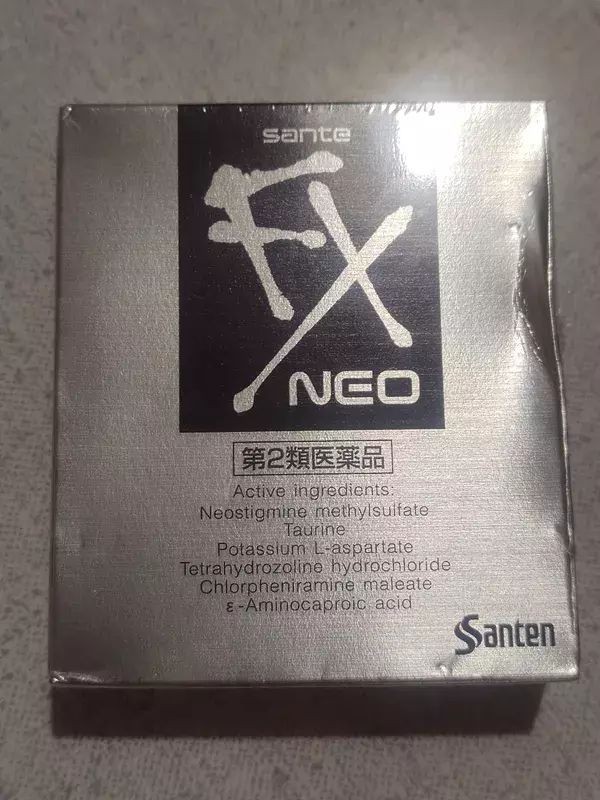 sante
FX
NEO
第2類医薬品
Active ingredients:
Neostigmine methylsulfate
Taurine
Potassium L-aspartate
Tetrahydrozoline hydrochloride
Chlorpheniramine maleate
ε-Aminocaproic acid
Santen